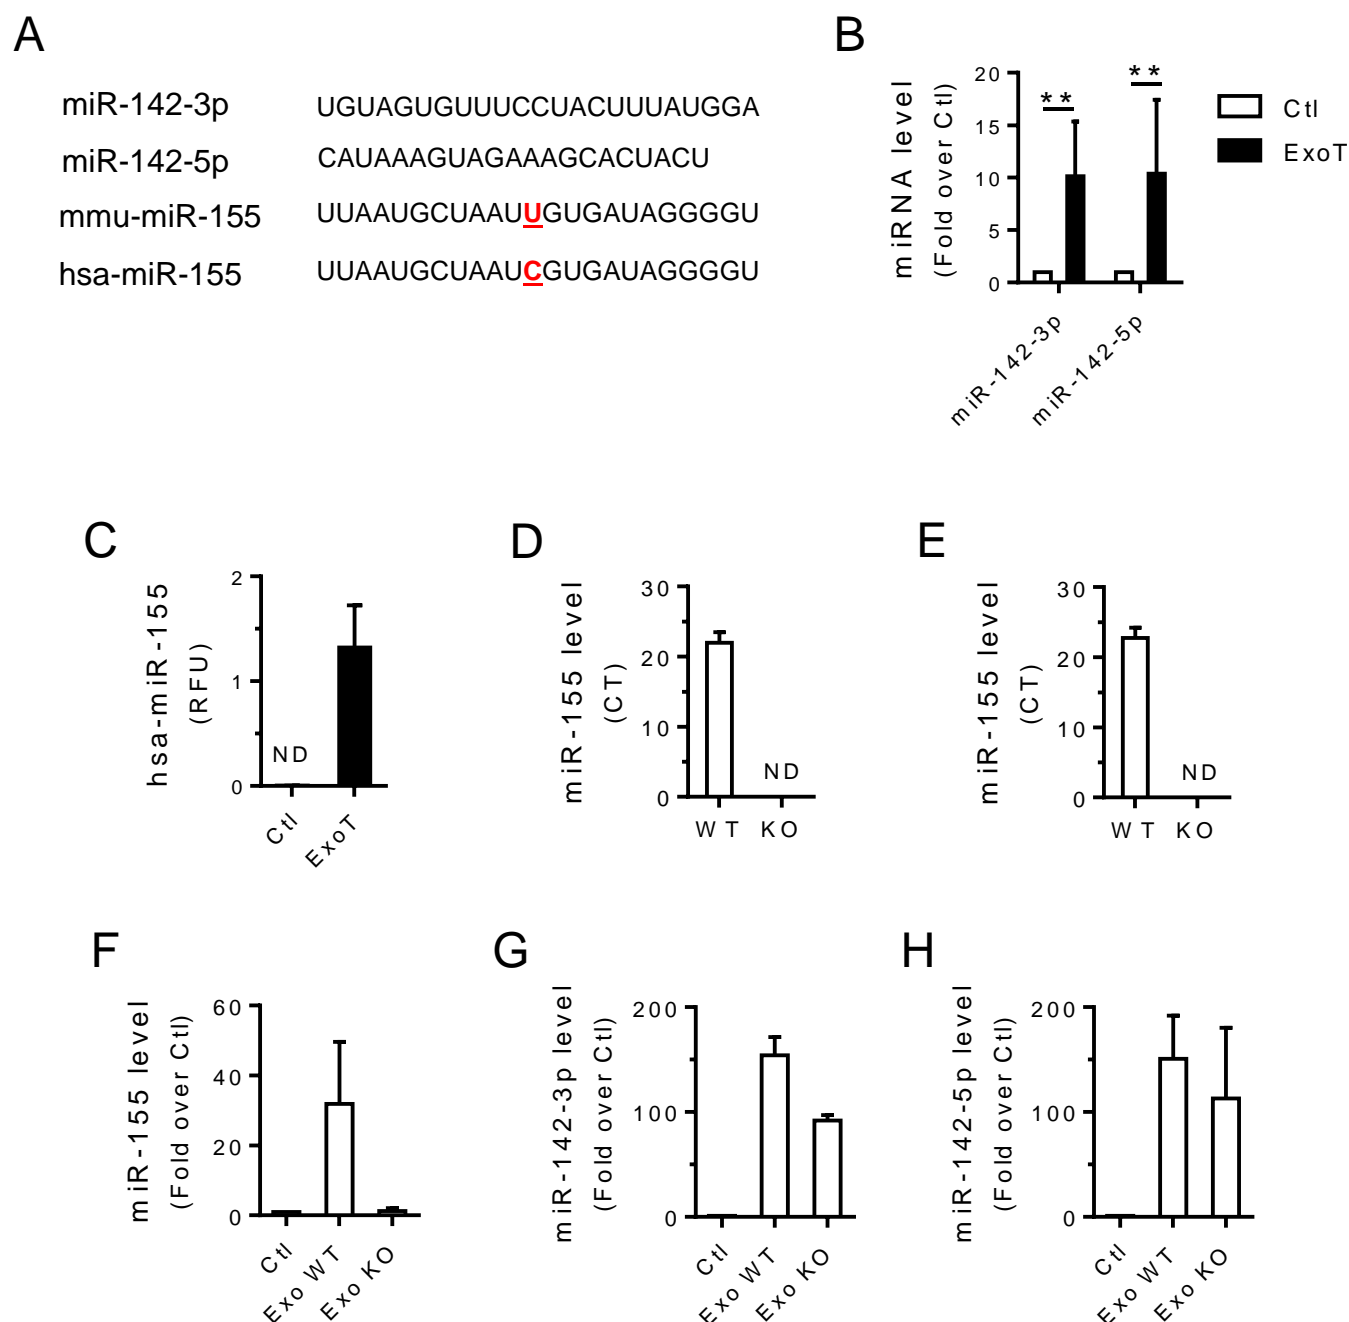 A
miR-142-3p UGUAGUGUUUCCUACUUUAUGGA
miR-142-5p CAUAAAGUAGAAAGCACUACU
mmu-miR-155 UUAAUGCUAAUUGUGAUAGGGGU
hsa-miR-155 UUAAUGCUAAUCGUGAUAGGGGU
B
miRNA level
(Fold over Ctl)
20
15
10
5
0
**
**
miR-142-3p
miR-142-5p
Ctl
ExoT
C
hsa-miR-155
(RFU)
2
1
0
ND
Ctl
ExoT
D
miR-155 level
(CT)
30
20
10
0
ND
WT KO
E
miR-155 level
(CT)
30
20
10
0
ND
WT KO
F
miR-155 level
(Fold over Ctl)
60
40
20
0
Ctl
Exo WT
Exo KO
G
miR-142-3p level
(Fold over Ctl)
200
100
0
Ctl
Exo WT
Exo KO
H
miR-142-5p level
(Fold over Ctl)
200
100
0
Ctl
Exo WT
Exo KO